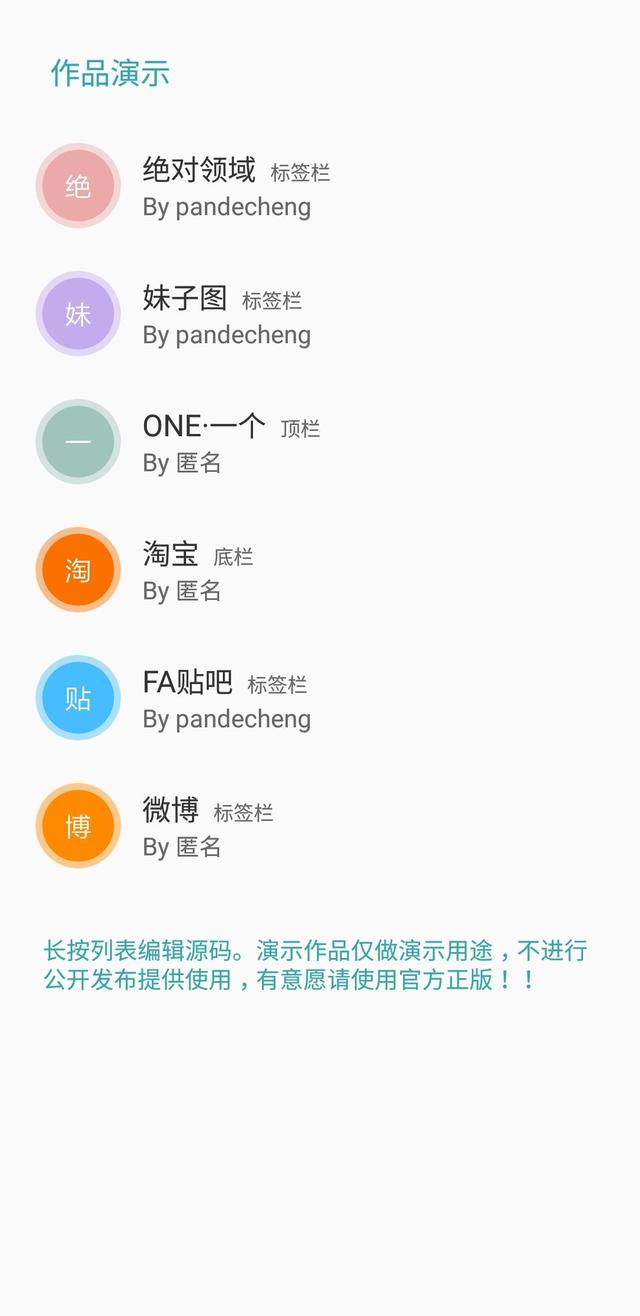 作品演示
绝
绝对领域 标签栏
By pandecheng
妹
妹子图 标签栏
By pandecheng
一
ONE·一个 顶栏
By 匿名
淘
淘宝 底栏
By 匿名
贴
FA贴吧 标签栏
By pandecheng
博
微博 标签栏
By 匿名
长按列表编辑源码。演示作品仅做演示用途，不进行
公开发布提供使用，有意愿请使用官方正版！！